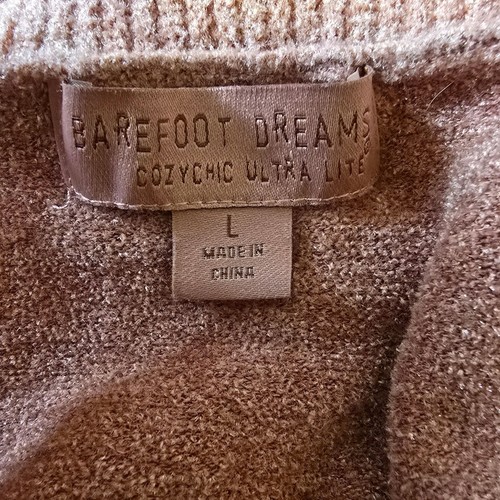 BAREFOOT DREAMS®
COZYCHIC ULTRA LITE
L
MADE IN
CHINA